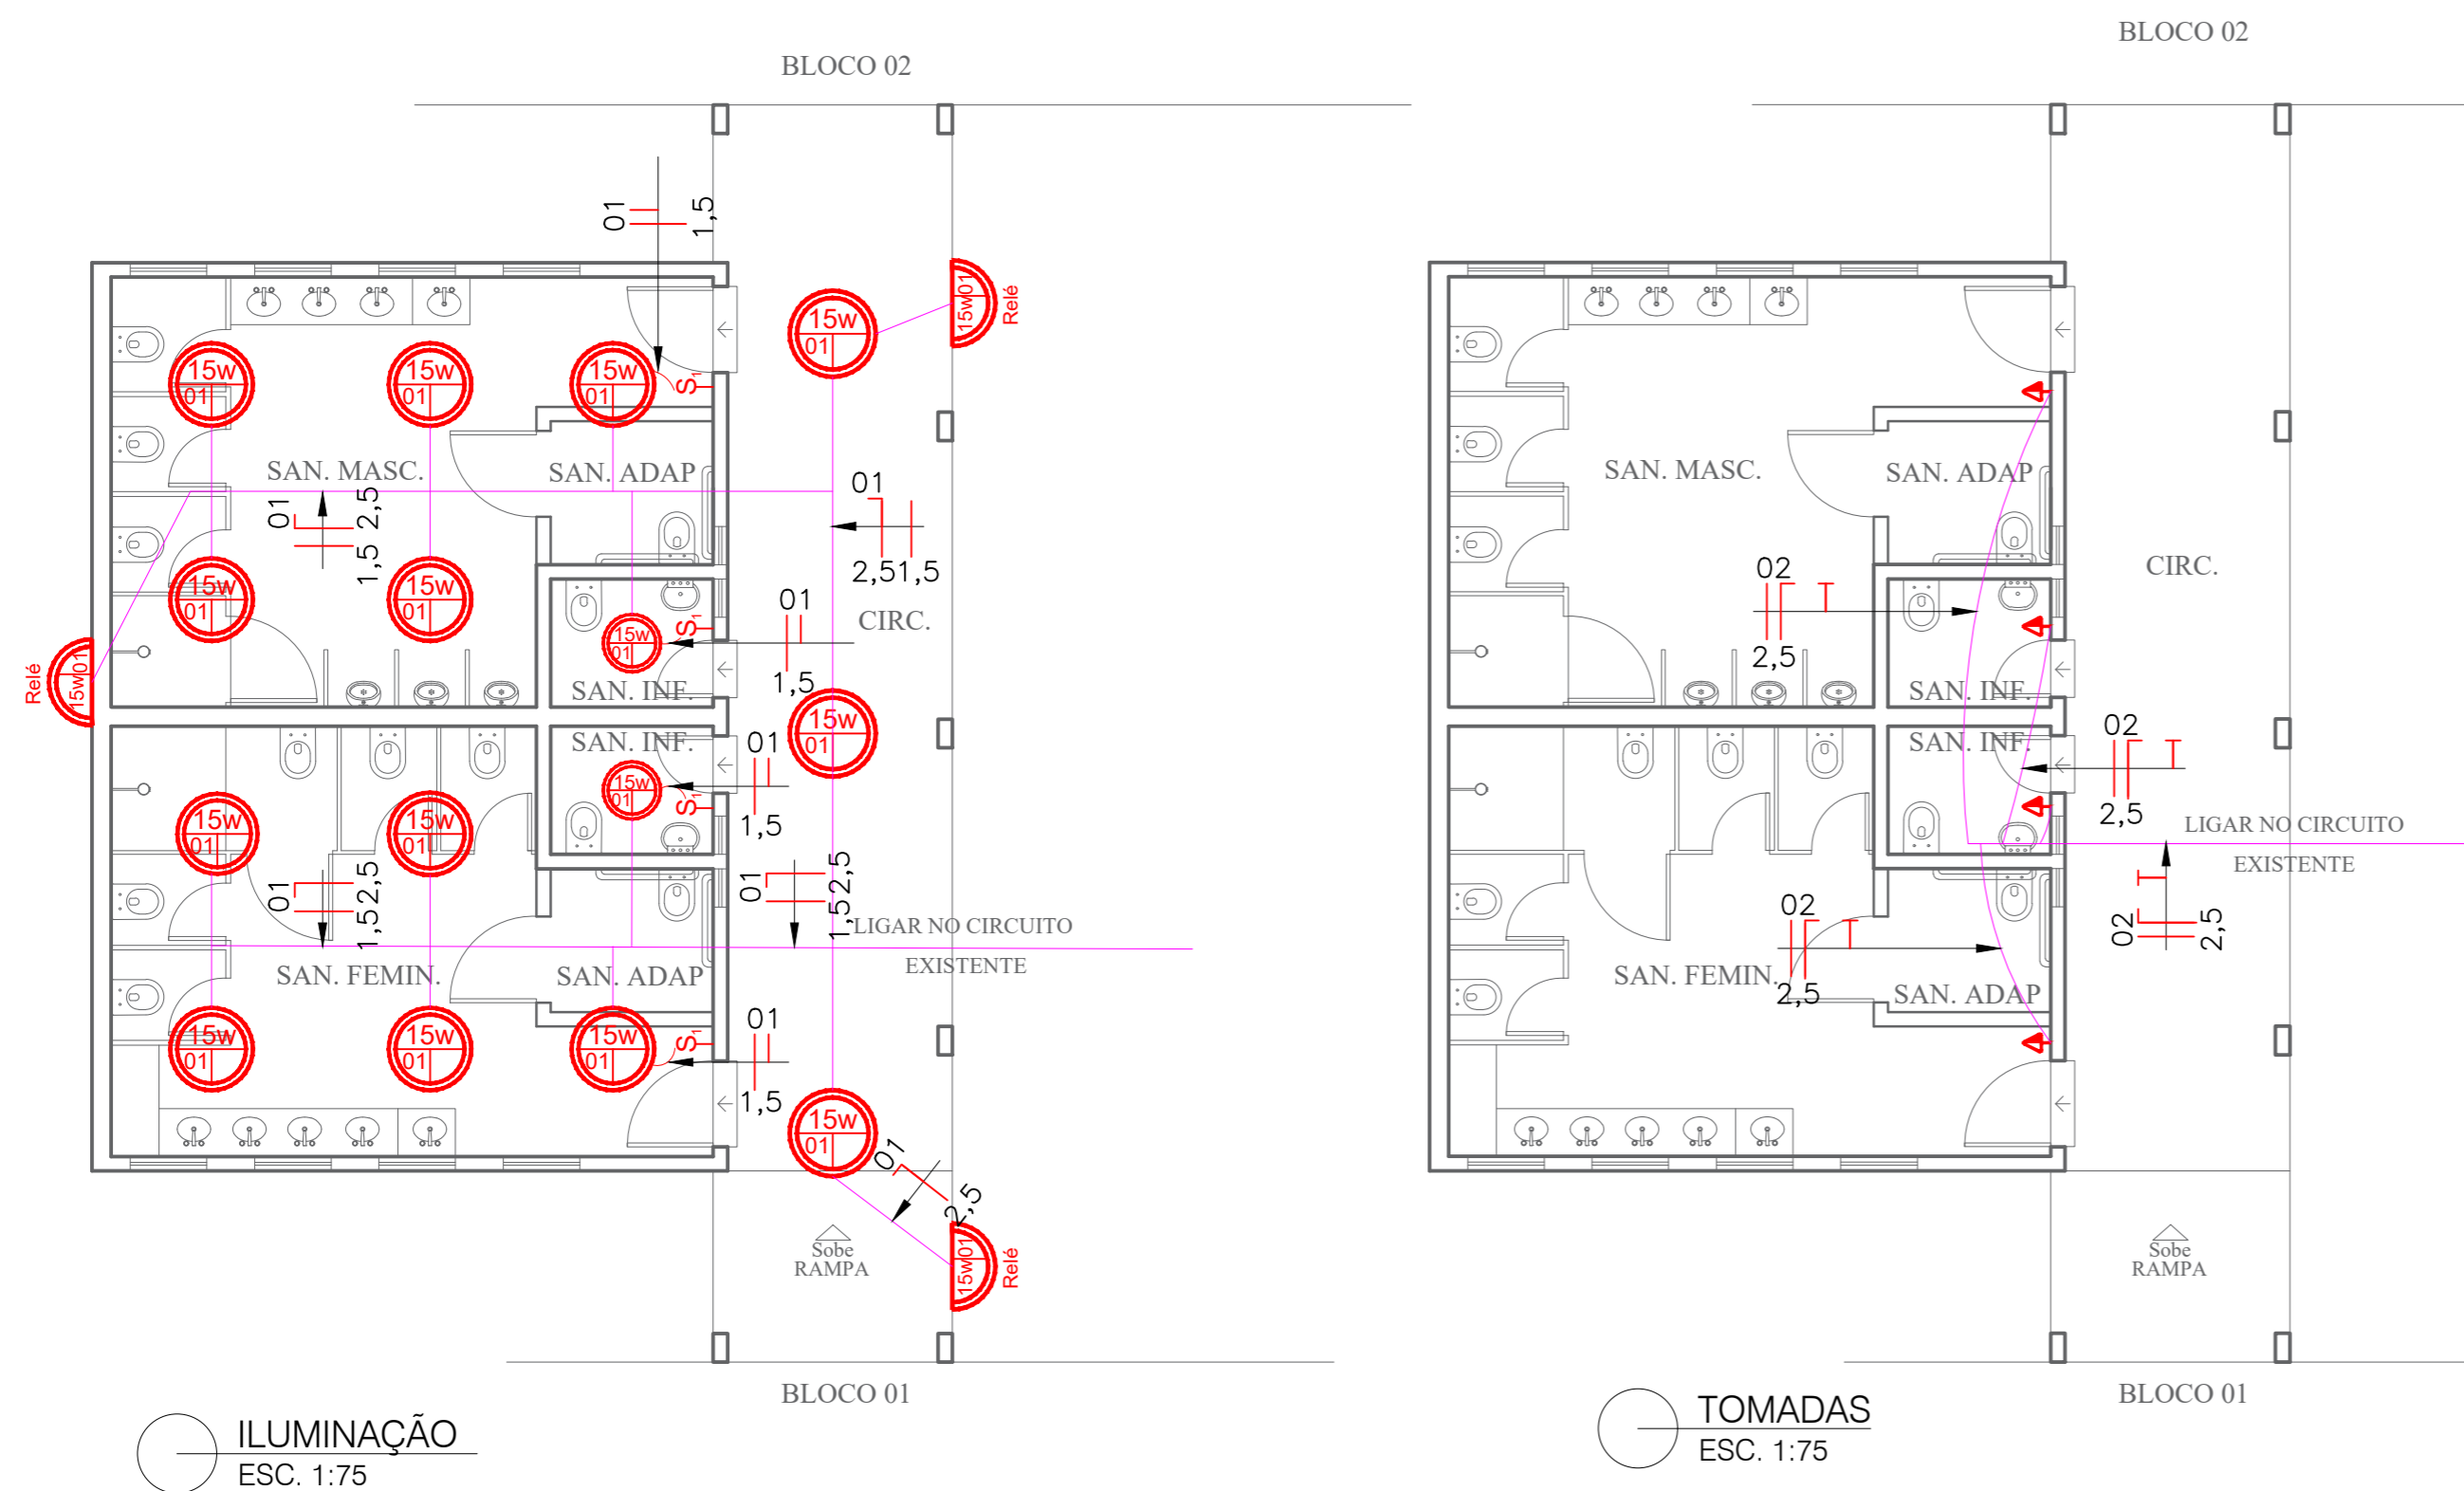 BLOCO 02
01
1,5
15w
01
15w01
Relé
15w
01
15w
01
15w
01
S1
SAN. MASC.
SAN. ADAP
01
2,5
1,5
01
2,51,5
15w
01
15w
01
01
CIRC.
15w
01
S1
1,5
Relé
15w01
SAN. INF.
15w
01
SAN. INF.
01
15w
01
S1
1,5
15w
01
15w
01
01
1,52,5
01
1,52,5
LIGAR NO CIRCUITO
EXISTENTE
SAN. FEMIN.
SAN. ADAP
01
15w
01
15w
01
15w
01
S1
1,5
15w
01
01
2,5
15w01
Relé
Sobe
RAMPA
BLOCO 01
ILUMINAÇÃO
ESC. 1:75
BLOCO 02
SAN. MASC.
SAN. ADAP
CIRC.
02
2,5
SAN. INF.
SAN. INF.
02
2,5
LIGAR NO CIRCUITO
EXISTENTE
02
2,5
02
2,5
SAN. FEMIN.
SAN. ADAP
Sobe
RAMPA
BLOCO 01
TOMADAS
ESC. 1:75